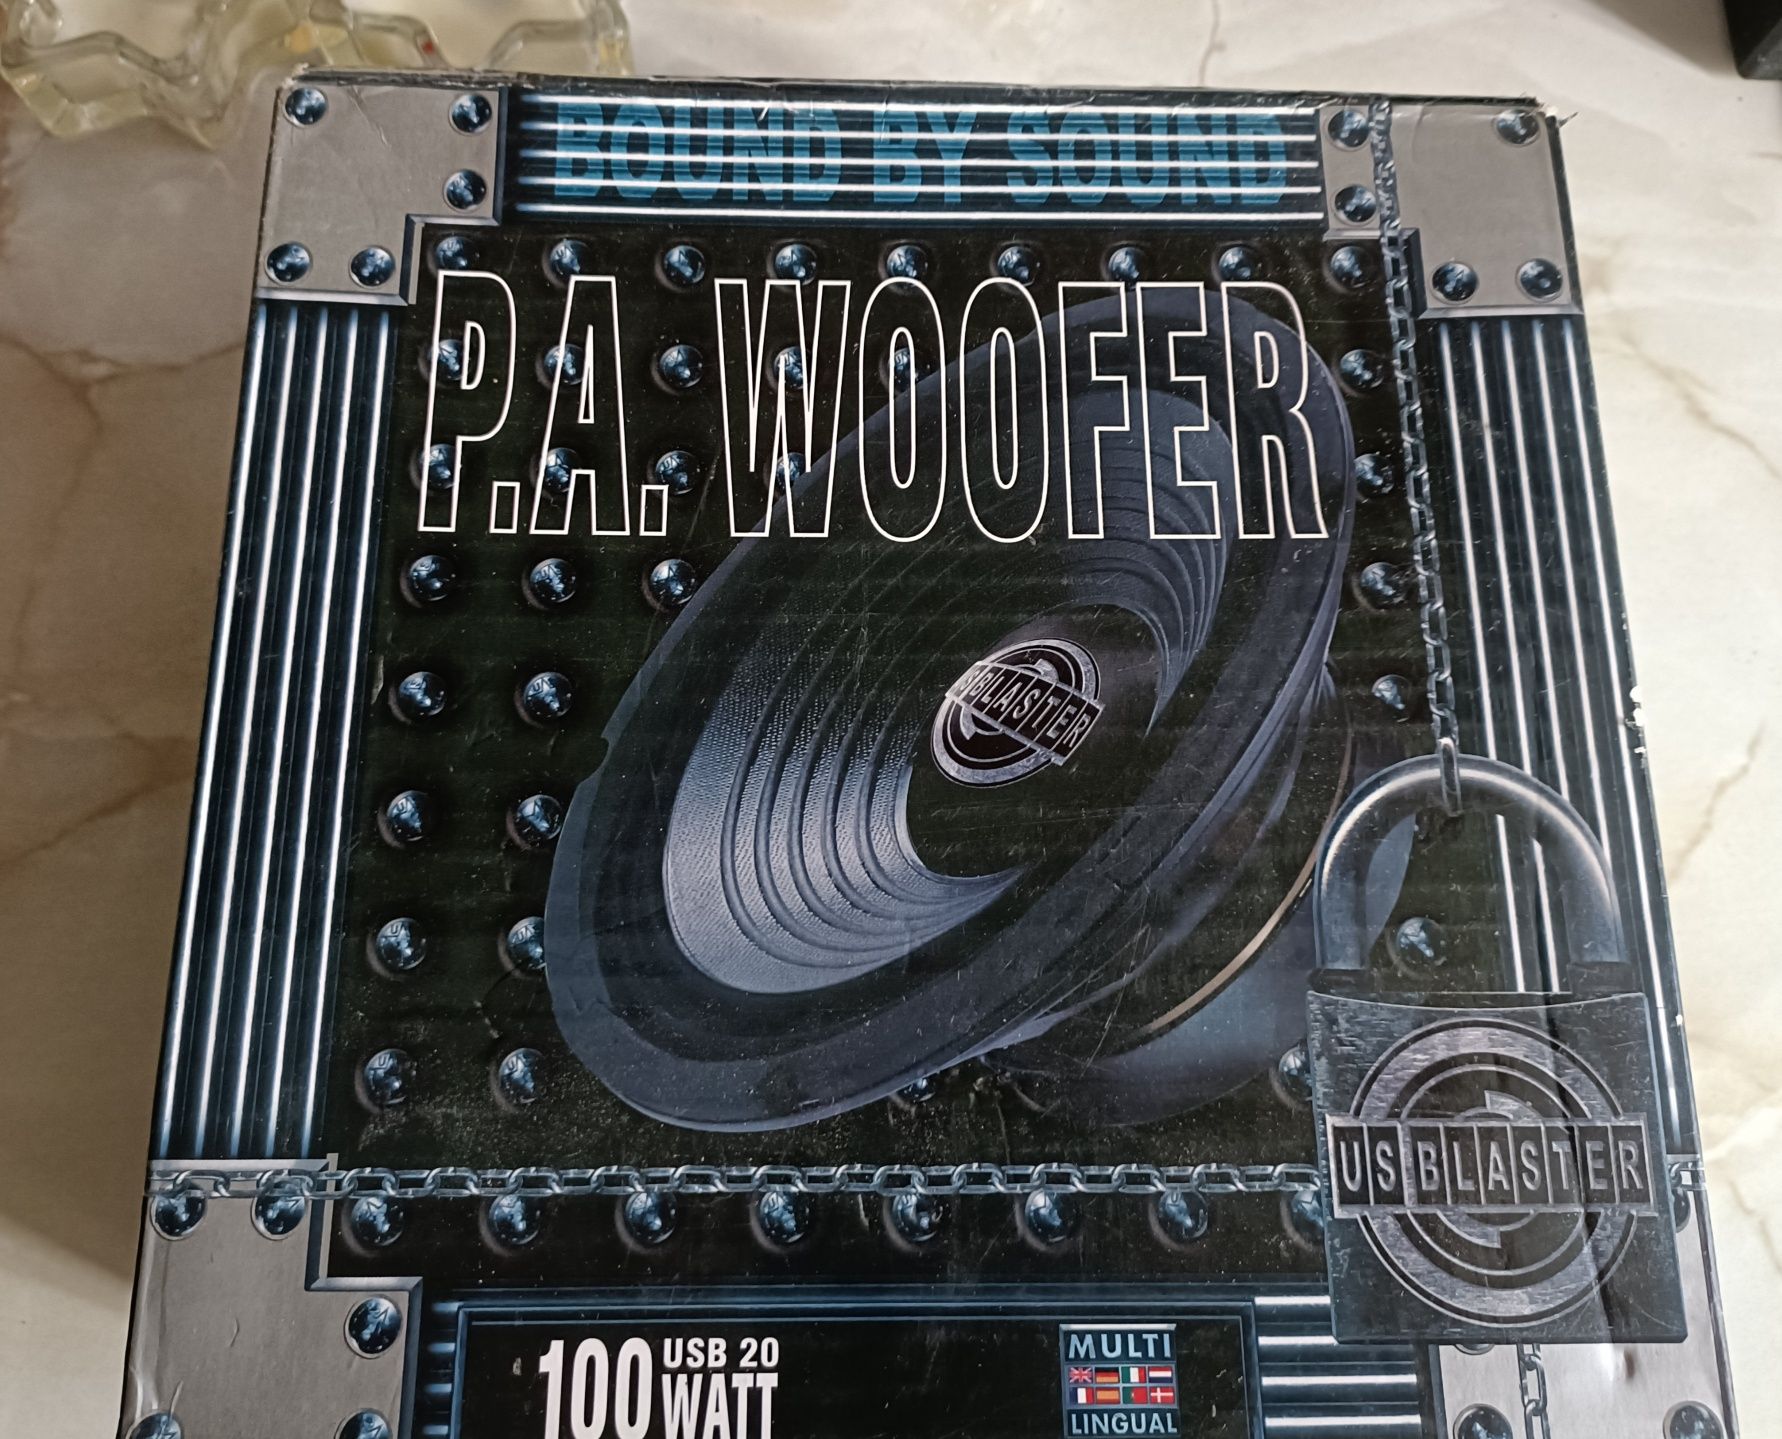 BOUND BY SOUND
P.A. WOOFER
USBLASTER
US BLASTER
100 USB 20
WATT
MULTI
LINGUAL